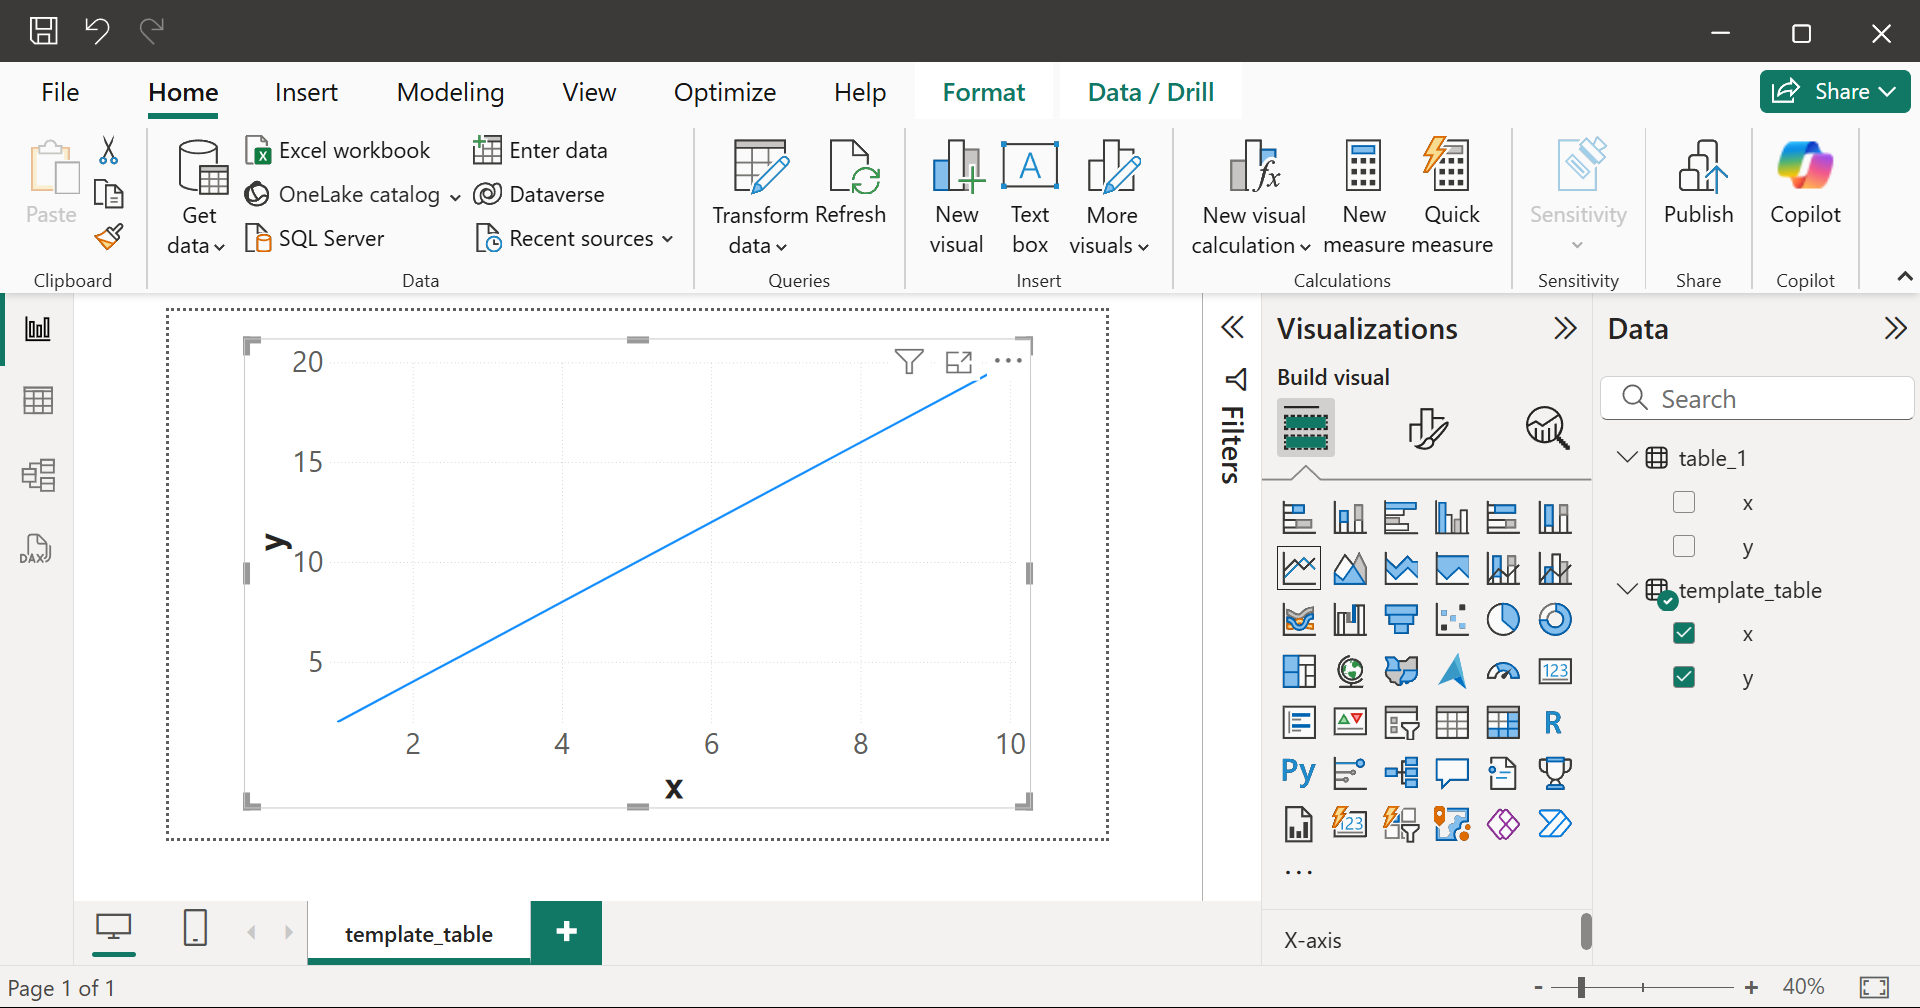 File Home Insert Modeling View Optimize Help Format Data / Drill Share
Paste
Clipboard
Get data
Excel workbook
OneLake catalog
SQL Server
Enter data
Dataverse
Recent sources
Data
Transform data
Refresh
Queries
New visual
Text box
More visuals
Insert
New visual calculation
New measure
Quick measure
Calculations
Sensitivity
Sensitivity
Publish
Share
Copilot
Copilot
DAX
20
15
10
5
y
2 4 6 8 10
x
Filters
Visualizations
Build visual
123
R
Py
123
X-axis
Data
Search
table_1
x
y
template_table
x
y
template_table
Page 1 of 1
- + 40%